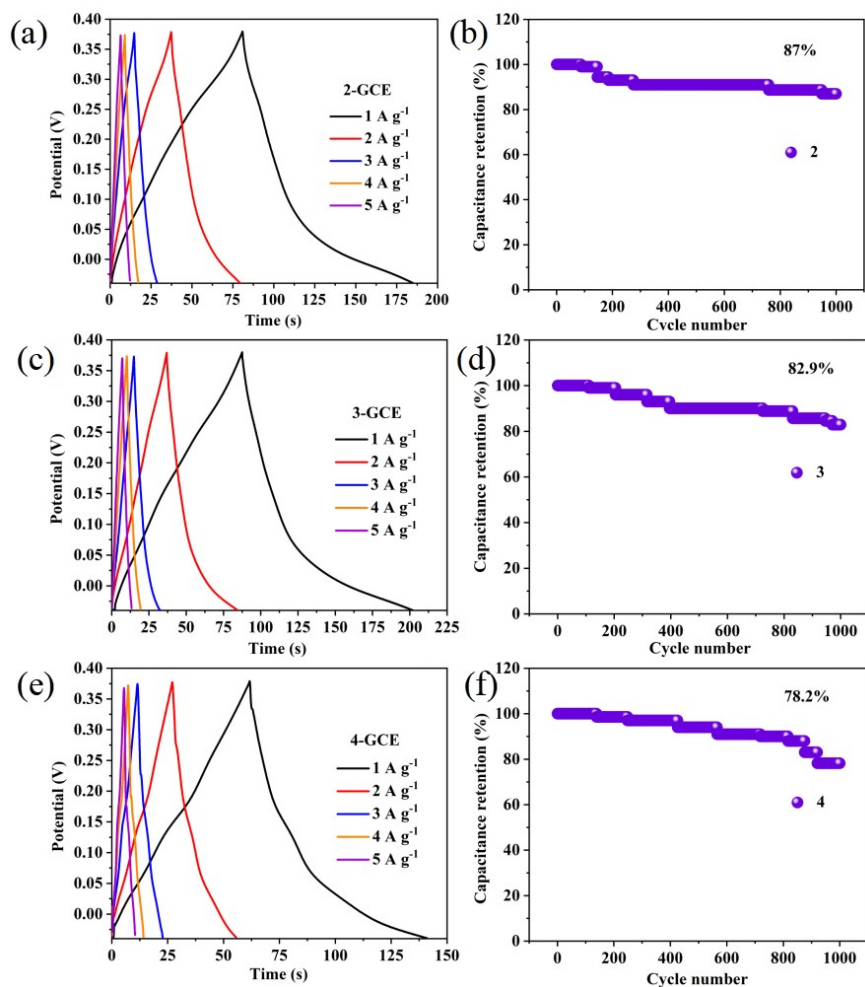 (a)
0.40
0.35
0.30
0.25
0.20
0.15
0.10
0.05
0.00
Potential (V)
2-GCE
1 A g⁻¹
2 A g⁻¹
3 A g⁻¹
4 A g⁻¹
5 A g⁻¹
0 25 50 75 100 125 150 175 200
Time (s)
(b)
120
100
80
60
40
20
0
Capacitance retention (%)
87%
2
0 200 400 600 800 1000
Cycle number
(c)
0.40
0.35
0.30
0.25
0.20
0.15
0.10
0.05
0.00
Potential (V)
3-GCE
1 A g⁻¹
2 A g⁻¹
3 A g⁻¹
4 A g⁻¹
5 A g⁻¹
0 25 50 75 100 125 150 175 200 225
Time (s)
(d)
120
100
80
60
40
20
0
Capacitance retention (%)
82.9%
3
0 200 400 600 800 1000
Cycle number
(e)
0.40
0.35
0.30
0.25
0.20
0.15
0.10
0.05
0.00
Potential (V)
4-GCE
1 A g⁻¹
2 A g⁻¹
3 A g⁻¹
4 A g⁻¹
5 A g⁻¹
0 25 50 75 100 125 150
Time (s)
(f)
120
100
80
60
40
20
0
Capacitance retention (%)
78.2%
4
0 200 400 600 800 1000
Cycle number